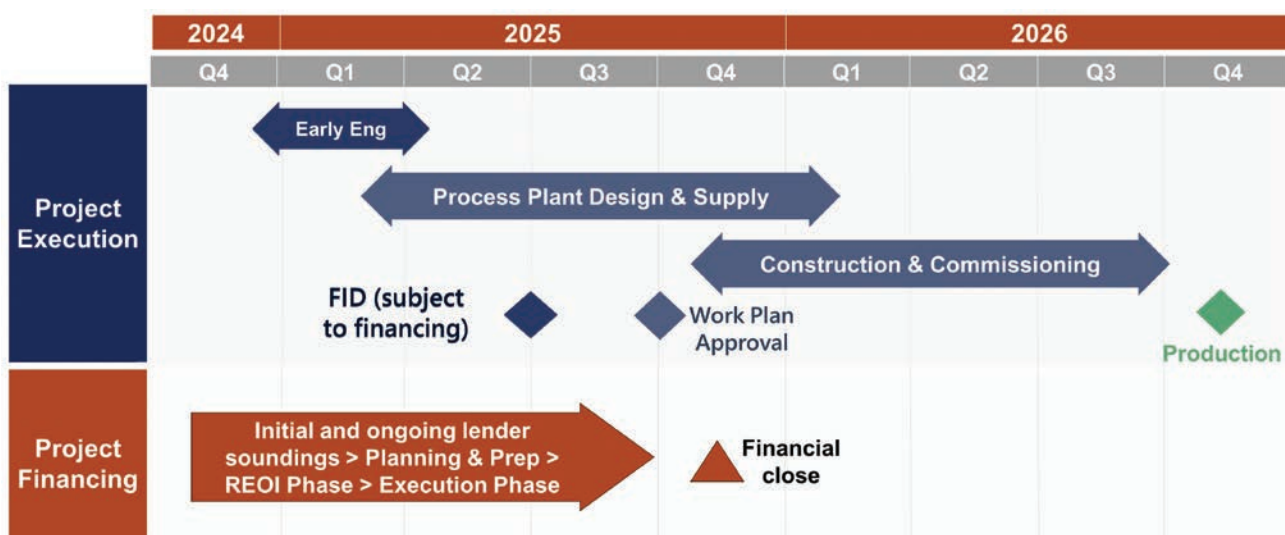 2024 2025 2026
Q4 Q1 Q2 Q3 Q4 Q1 Q2 Q3 Q4
Project
Execution
Early Eng
Process Plant Design & Supply
Construction & Commissioning
FID (subject
to financing)
Work Plan
Approval
Production
Project
Financing
Initial and ongoing lender
soundings > Planning & Prep >
REOI Phase > Execution Phase
Financial
close